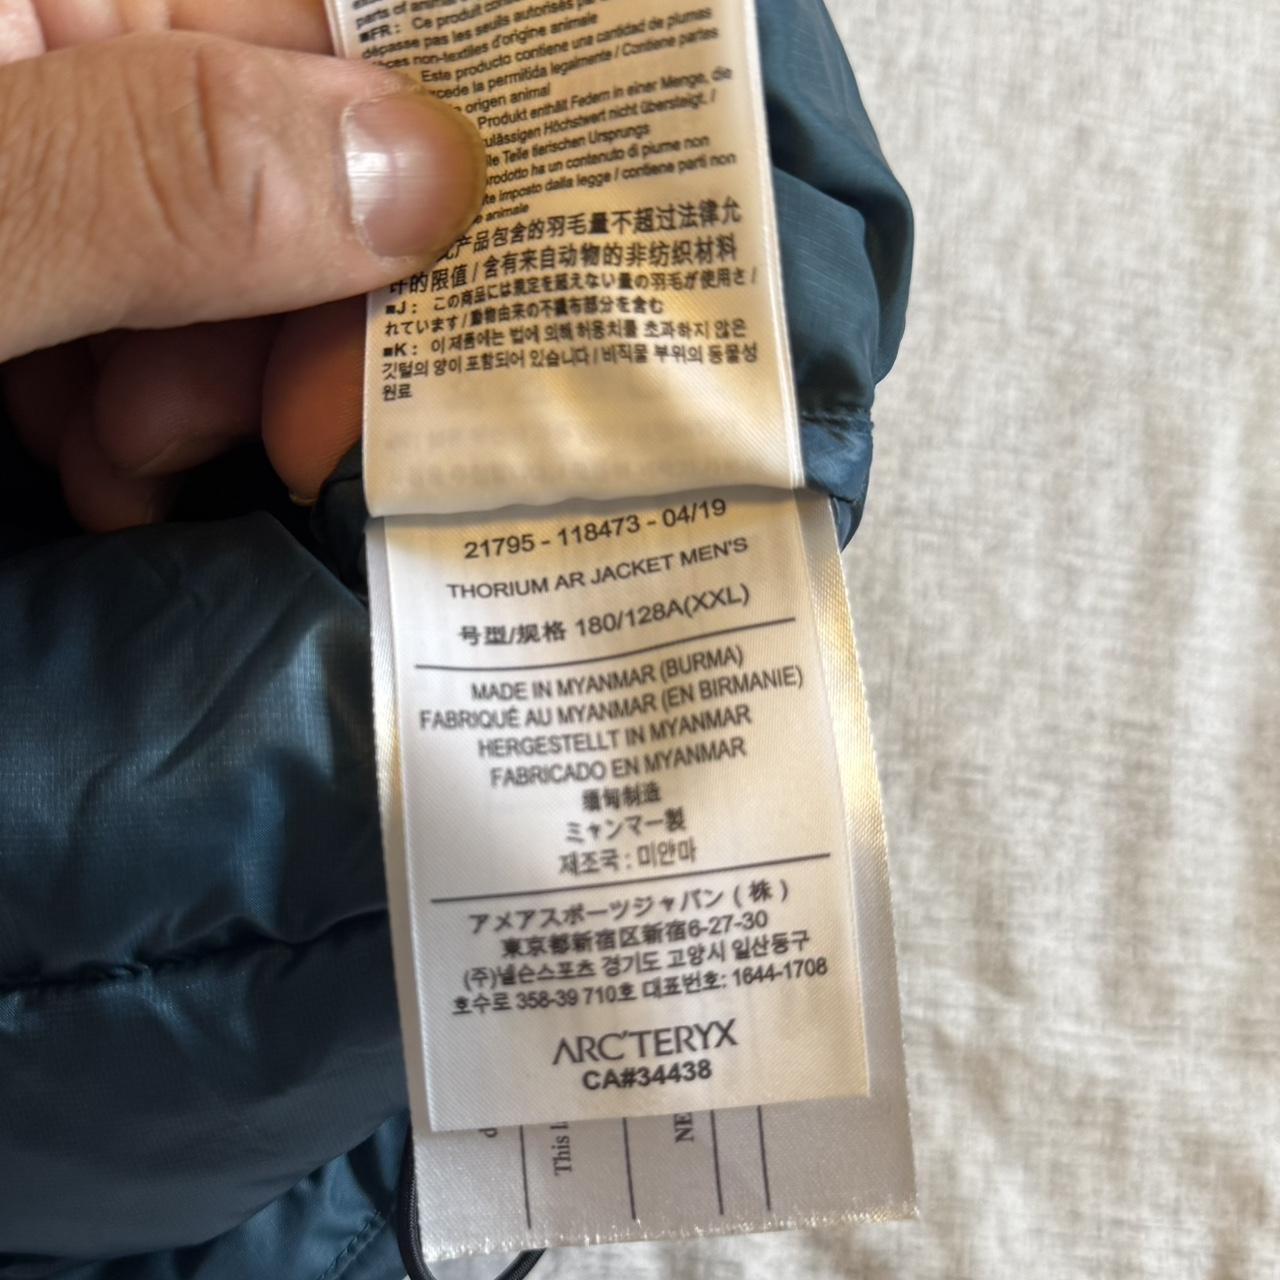 parts of animal
■FR : Ce produit
dépasse pas les seuils autorisés par
pièces non-textiles d'origine animale
Este producto contiene una cantidad de plumas
excede la permitida legalmente / Contiene partes
origen animal
Produkt enthält Federn in einer Menge, die
zulässigen Höchstwert nicht übersteigt, /
Teile tierischen Ursprungs
prodotto ha un contenuto di piume non
imposto dalla legge / contiene parti non
animale
产品包含的羽毛量不超过法律允
许的限值 / 含有来自动物的非纺织材料
■J : この商品には規定を超えない量の羽毛が使用さ /
れています / 動物由来の不織布部分を含む
■K : 이 제품에는 법에 의해 허용치를 초과하지 않은
깃털의 양이 포함되어 있습니다 / 비직물 부위의 동물성
원료
21795 - 118473 - 04/19
THORIUM AR JACKET MEN'S
号型/规格 180/128A(XXL)
MADE IN MYANMAR (BURMA)
FABRIQUÉ AU MYANMAR (EN BIRMANIE)
HERGESTELLT IN MYANMAR
FABRICADO EN MYANMAR
缅甸制造
ミャンマー製
제조국 : 미얀마
アメアスポーツジャパン ( 株 )
東京都新宿区新宿6-27-30
(주)넬슨스포츠 경기도 고양시 일산동구
호수로 358-39 710호 대표번호: 1644-1708
ARC'TERYX
CA#34438
This